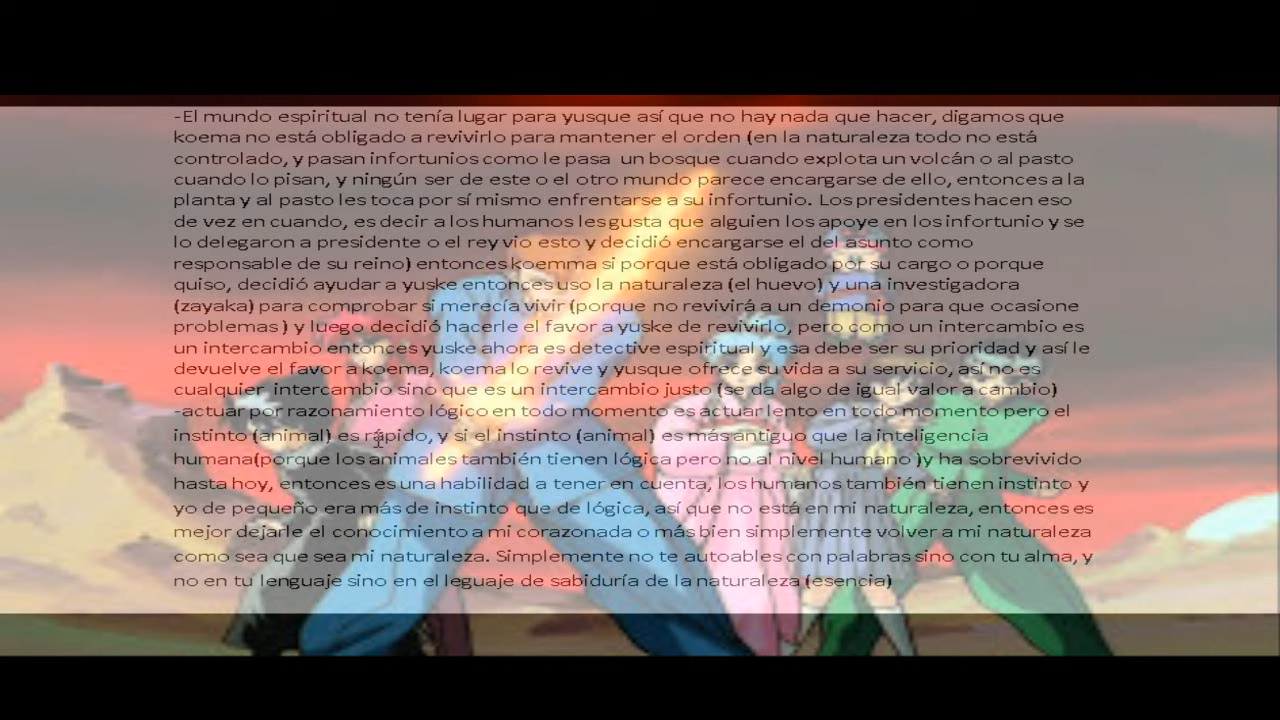 -El mundo espiritual no tenía lugar para yusque así que no hay nada que hacer, digamos que
koema no está obligado a revivirlo para mantener el orden (en la naturaleza todo no está
controlado, y pasan infortunios como le pasa  un bosque cuando explota un volcán o al pasto
cuando lo pisan, y ningún ser de este o el otro mundo parece encargarse de ello, entonces a la
planta y al pasto les toca por sí mismo enfrentarse a su infortunio. Los presidentes hacen eso
de vez en cuando, es decir a los humanos les gusta que alguien los apoye en los infortunio y se
lo delegaron a presidente o el rey vio esto y decidió encargarse el del asunto como
responsable de su reino) entonces koemma si porque está obligado por su cargo o porque
quiso, decidió ayudar a yuske entonces uso la naturaleza (el huevo) y una investigadora
(zayaka) para comprobar si merecía vivir (porque no revivirá a un demonio para que ocasione
problemas ) y luego decidió hacerle el favor a yuske de revivirlo, pero como un intercambio es
un intercambio entonces yuske ahora es detective espiritual y esa debe ser su prioridad y así le
devuelve el favor a koema, koema lo revive y yusque ofrece su vida a su servicio, así no es
cualquier intercambio sino que es un intercambio justo (se da algo de igual valor a cambio)
-actuar por razonamiento lógico en todo momento es actuar lento en todo momento pero el
instinto (animal) es rápido, y si el instinto (animal) es más antiguo que la inteligencia
humana(porque los animales también tienen lógica pero no al nivel humano )y ha sobrevivido
hasta hoy, entonces es una habilidad a tener en cuenta, los humanos también tienen instinto y
yo de pequeño era más de instinto que de lógica, así que no está en mi naturaleza, entonces es
mejor dejarle el conocimiento a mi corazonada o más bien simplemente volver a mi naturaleza
como sea que sea mi naturaleza. Simplemente no te autoables con palabras sino con tu alma, y
no en tu lenguaje sino en el leguaje de sabiduría de la naturaleza (esencia)